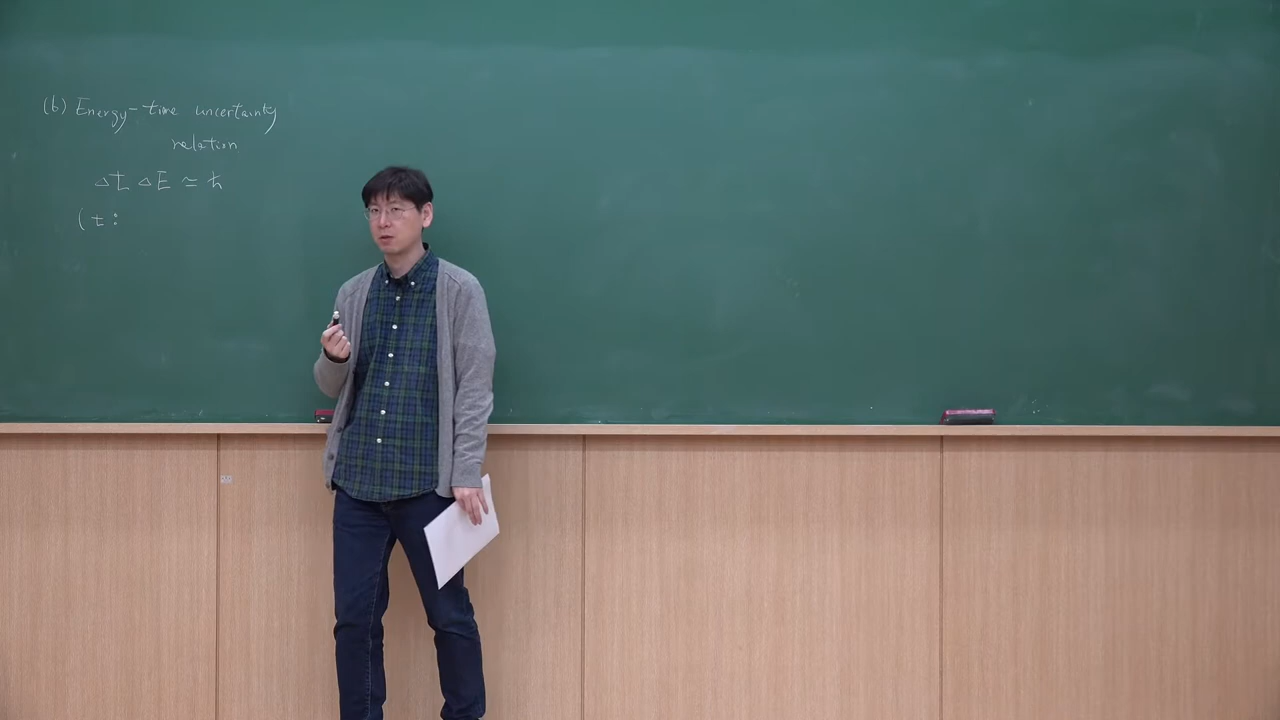 (b) Energy-time uncertainty
relation
Δt ΔE ≃ ħ
(t: